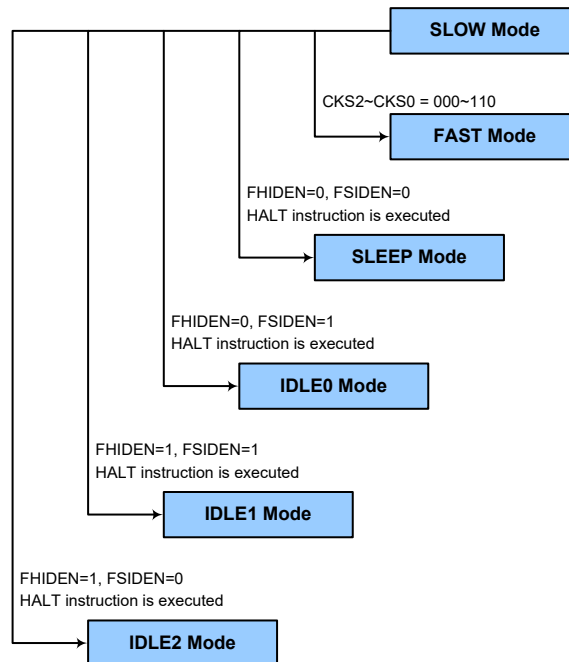 SLOW Mode
CKS2~CKS0 = 000~110
FAST Mode
FHIDEN=0, FSIDEN=0
HALT instruction is executed
SLEEP Mode
FHIDEN=0, FSIDEN=1
HALT instruction is executed
IDLE0 Mode
FHIDEN=1, FSIDEN=1
HALT instruction is executed
IDLE1 Mode
FHIDEN=1, FSIDEN=0
HALT instruction is executed
IDLE2 Mode